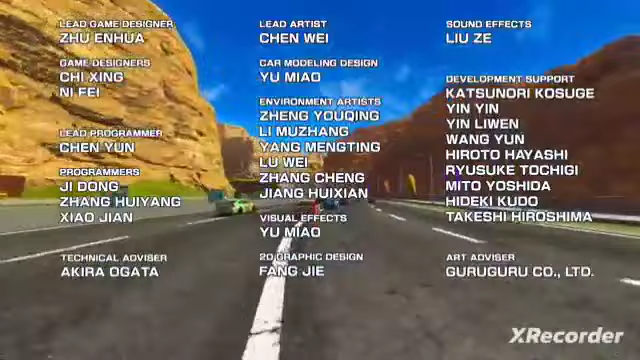 LEAD GAME DESIGNER
ZHU ENHUA
GAME DESIGNERS
CHI XING
NI FEI
LEAD PROGRAMMER
CHEN YUN
PROGRAMMERS
JI DONG
ZHANG HUIYANG
XIAO JIAN
TECHNICAL ADVISER
AKIRA OGATA
LEAD ARTIST
CHEN WEI
CAR MODELING DESIGN
YU MIAO
ENVIRONMENT ARTISTS
ZHENG YOUQING
LI MUZHANG
YANG MENGTING
LU WEI
ZHANG CHENG
JIANG HUIXIAN
VISUAL EFFECTS
YU MIAO
2D GRAPHIC DESIGN
FANG JIE
SOUND EFFECTS
LIU ZE
DEVELOPMENT SUPPORT
KATSUNORI KOSUGE
YIN YIN
YIN LIWEN
WANG YUN
HIROTO HAYASHI
RYUSUKE TOCHIGI
MITO YOSHIDA
HIDEKI KUDO
TAKESHI HIROSHIMA
ART ADVISER
GURUGURU CO., LTD.
XRecorder